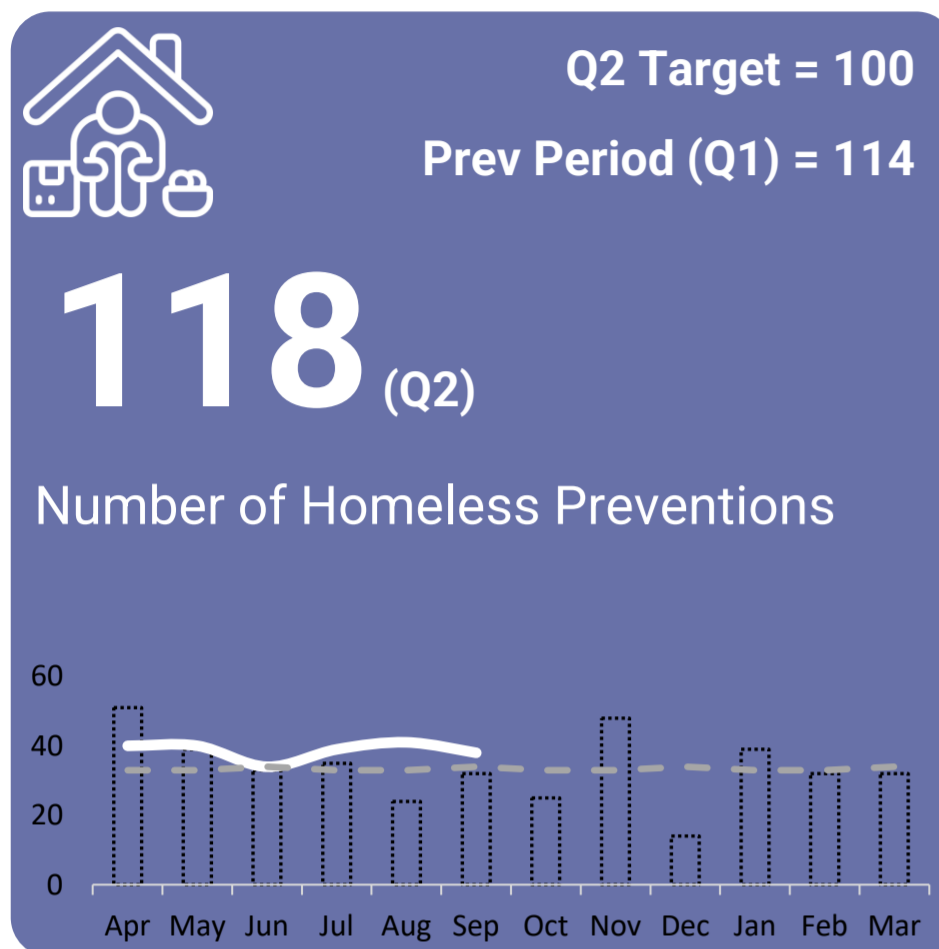 Q2 Target = 100
Prev Period (Q1) = 114
118 (Q2)
Number of Homeless Preventions
60
40
20
0
Apr May Jun Jul Aug Sep Oct Nov Dec Jan Feb Mar